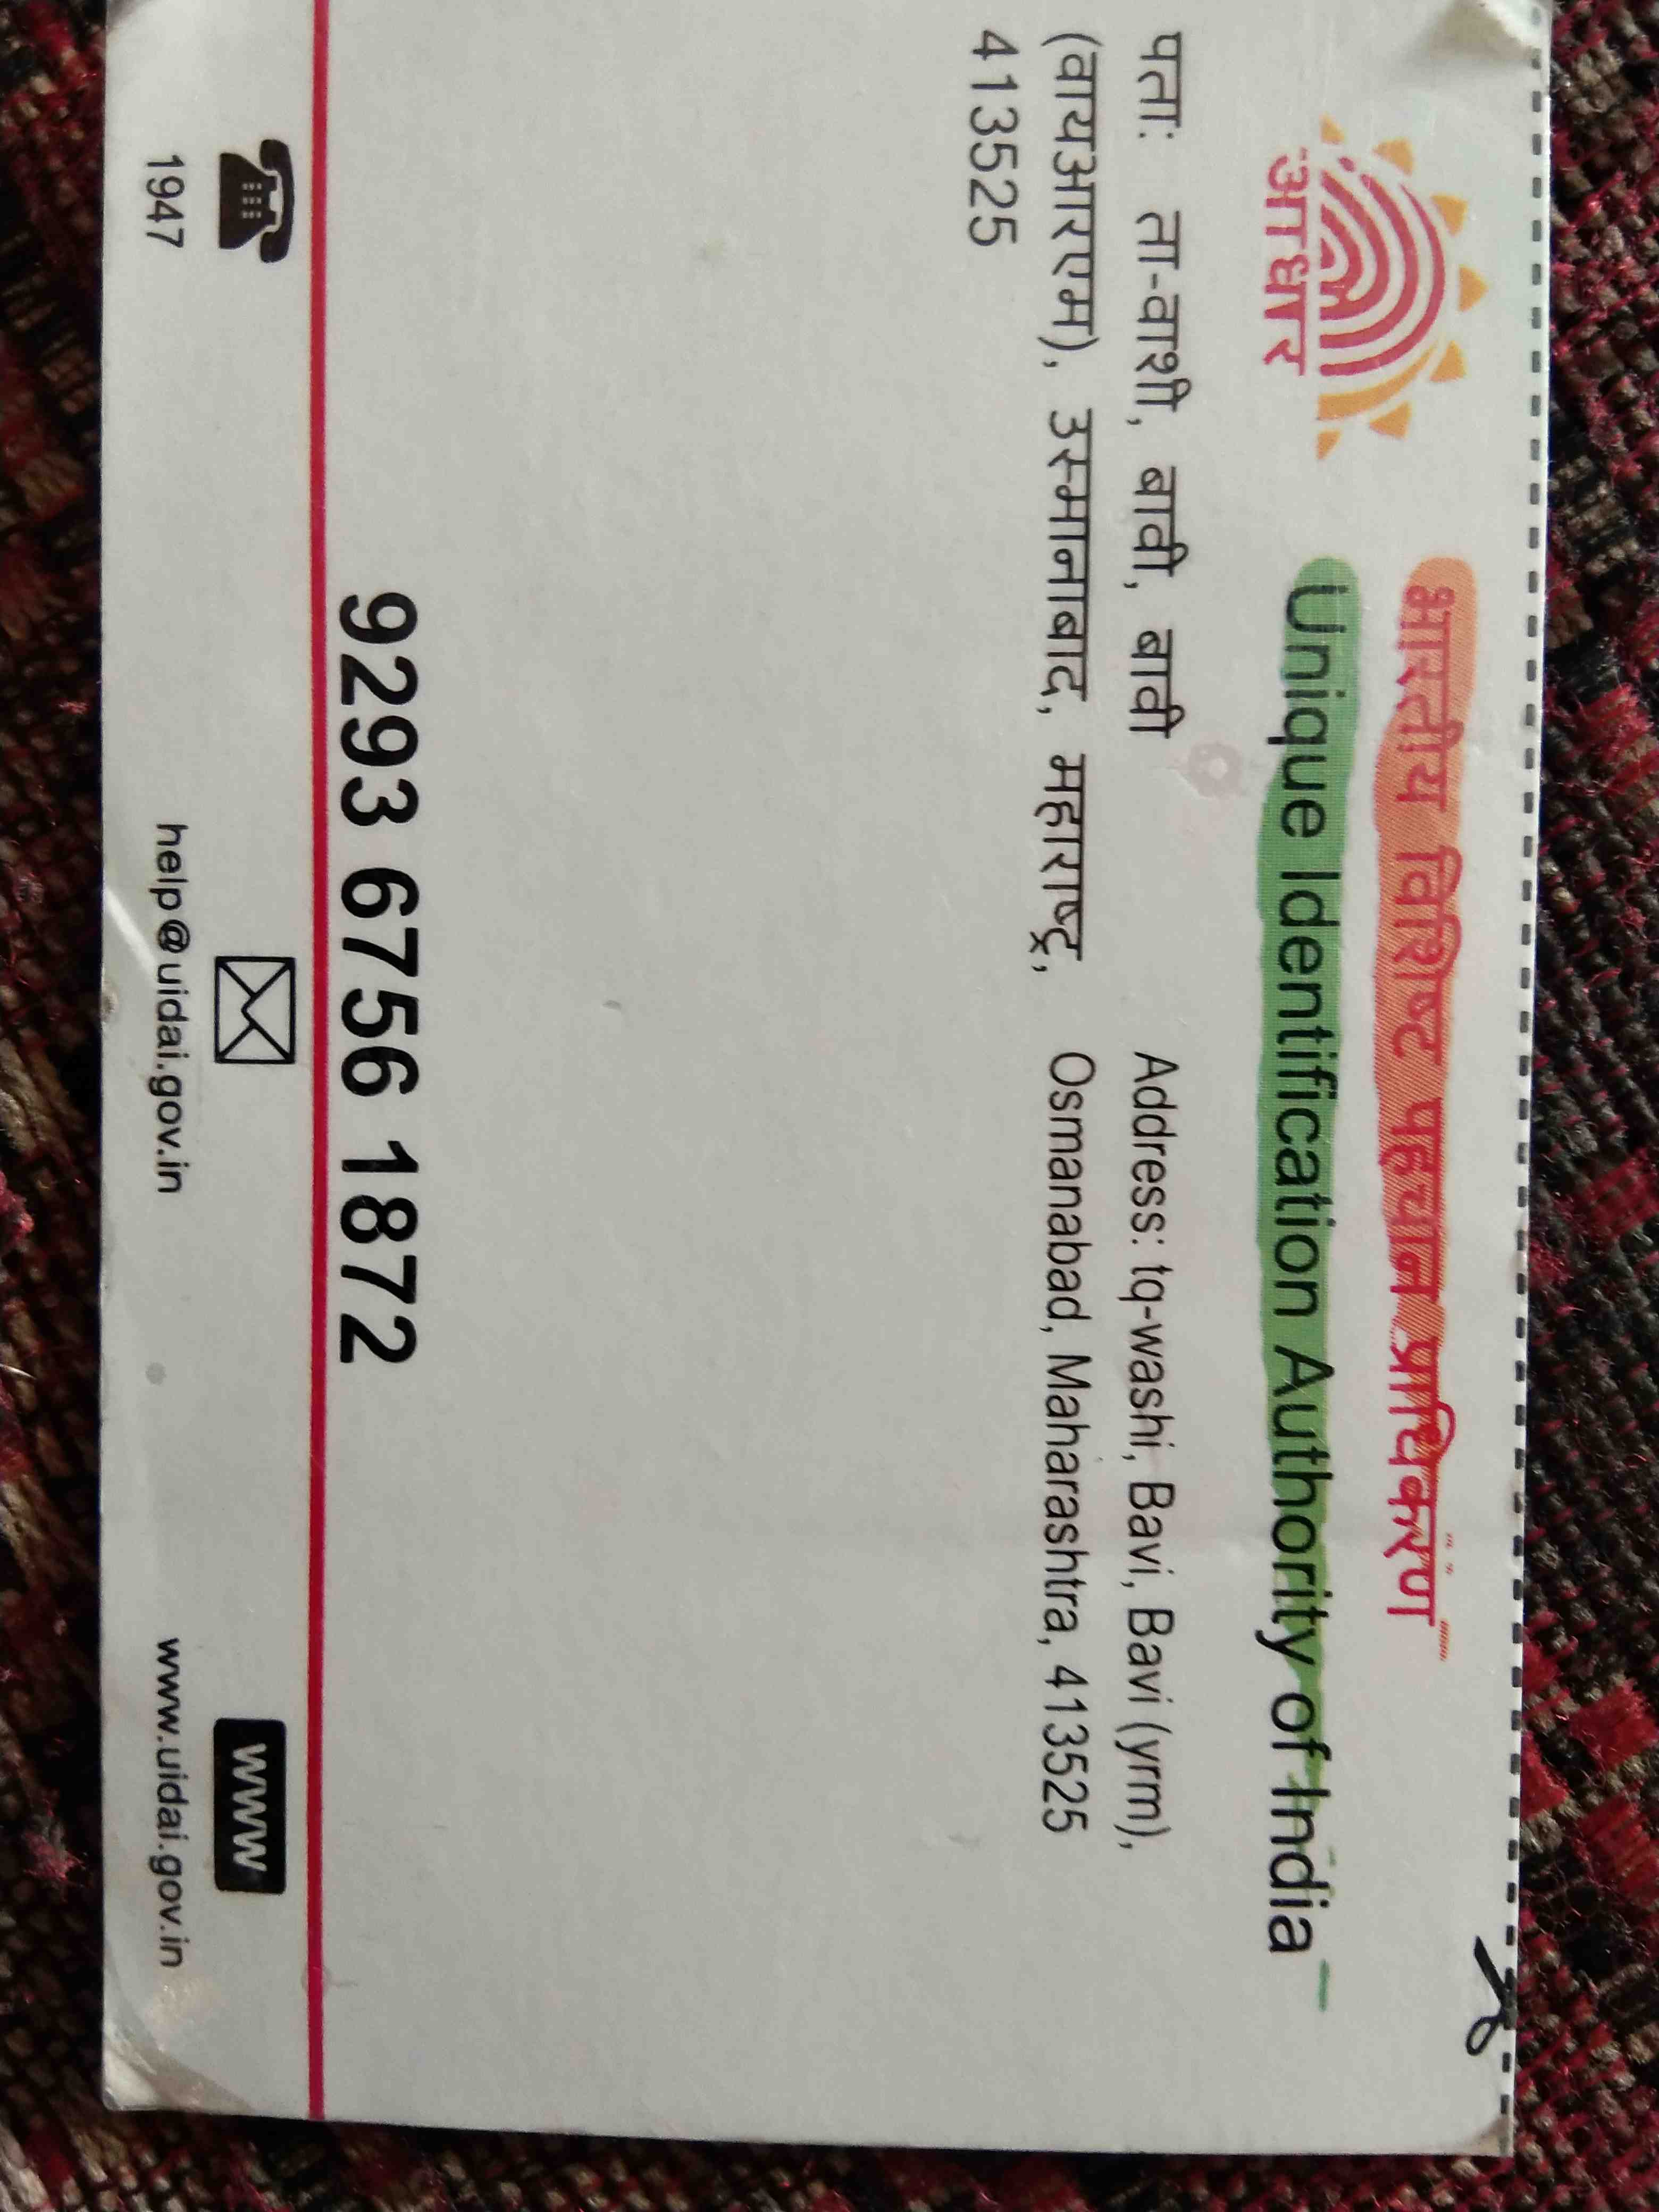 भारतीय विशिष्ट पहचान प्राधिकरण
Unique Identification Authority of India
आधार
पता: ता-वाशी, बावी, बावी
(वायआरएम), उस्मानाबाद, महाराष्ट्र,
413525
Address: tq-washi, Bavi, Bavi (yrm),
Osmanabad, Maharashtra, 413525
9293 6756 1872
www
1947
help@uidai.gov.in
www.uidai.gov.in